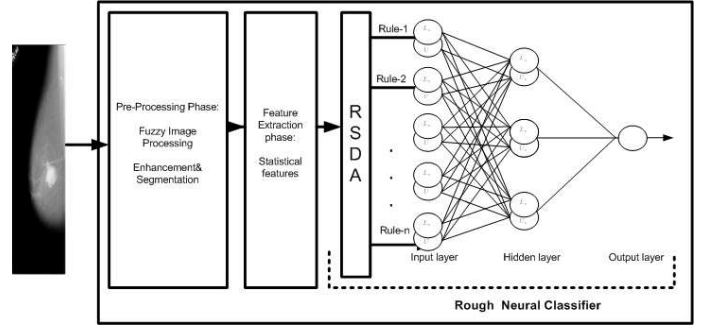 Pre-Processing Phase:
Fuzzy Image
Processing
Enhancement&
Segmentation
Feature
Extraction
phase:
Statistical
features
R
S
D
A
Rule-1
Rule-2
.
.
.
Rule-n
Input layer
Hidden layer
Output layer
Rough Neural Classifier